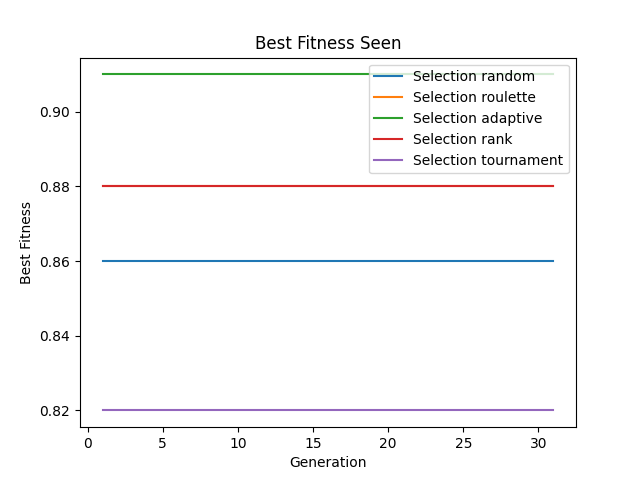 Best Fitness Seen
Selection random
Selection roulette
Selection adaptive
Selection rank
Selection tournament
Best Fitness
0.90
0.88
0.86
0.84
0.82
0 5 10 15 20 25 30
Generation